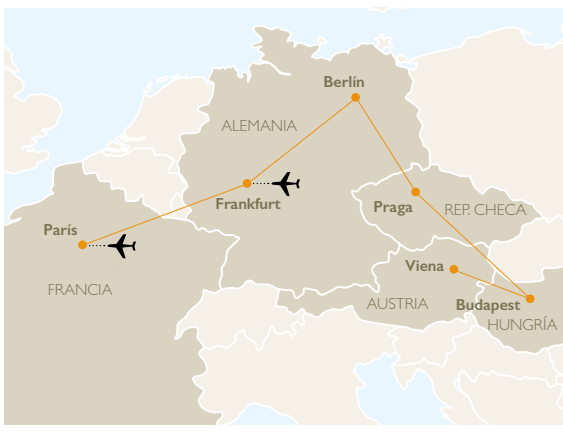 Berlín
ALEMANIA
Frankfurt
Praga
REP. CHECA
París
Viena
FRANCIA
AUSTRIA
Budapest
HUNGRÍA